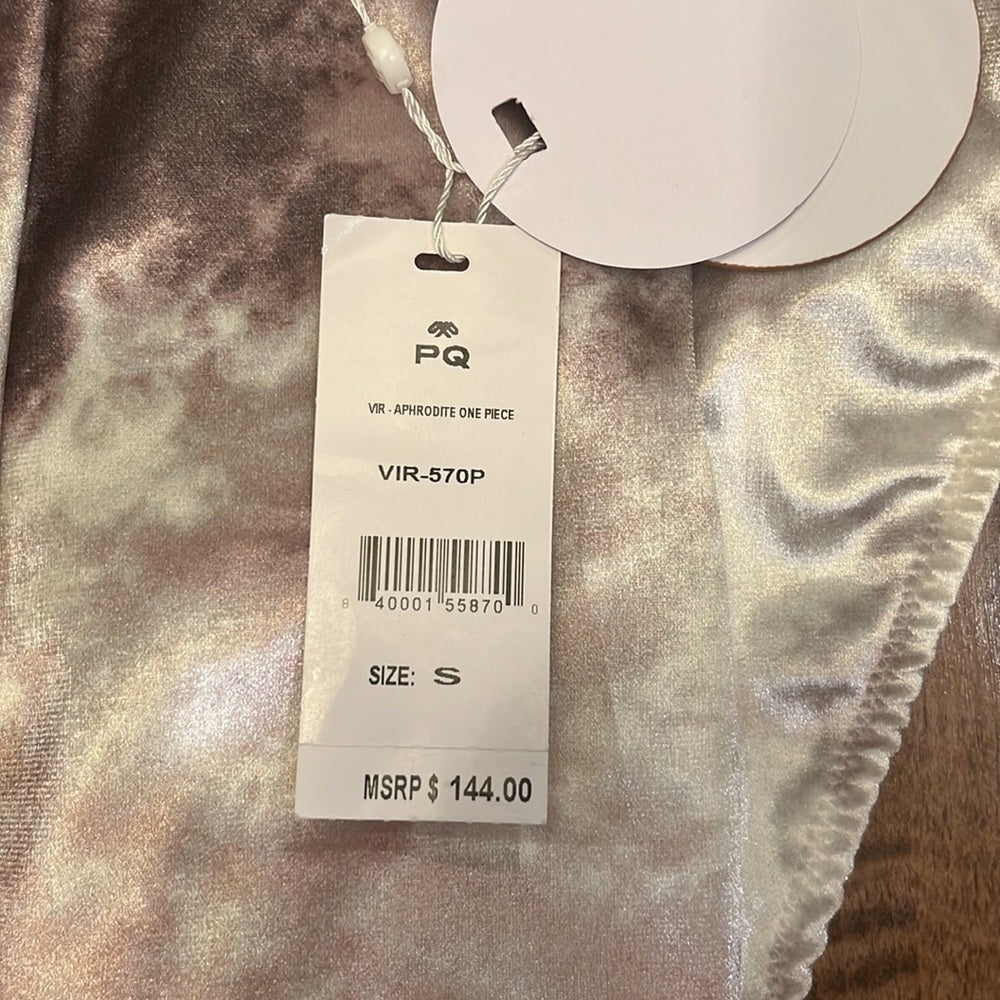 PQ
VIR - APHRODITE ONE PIECE
VIR-570P
8 40001 55870 0
SIZE: S
MSRP $ 144.00